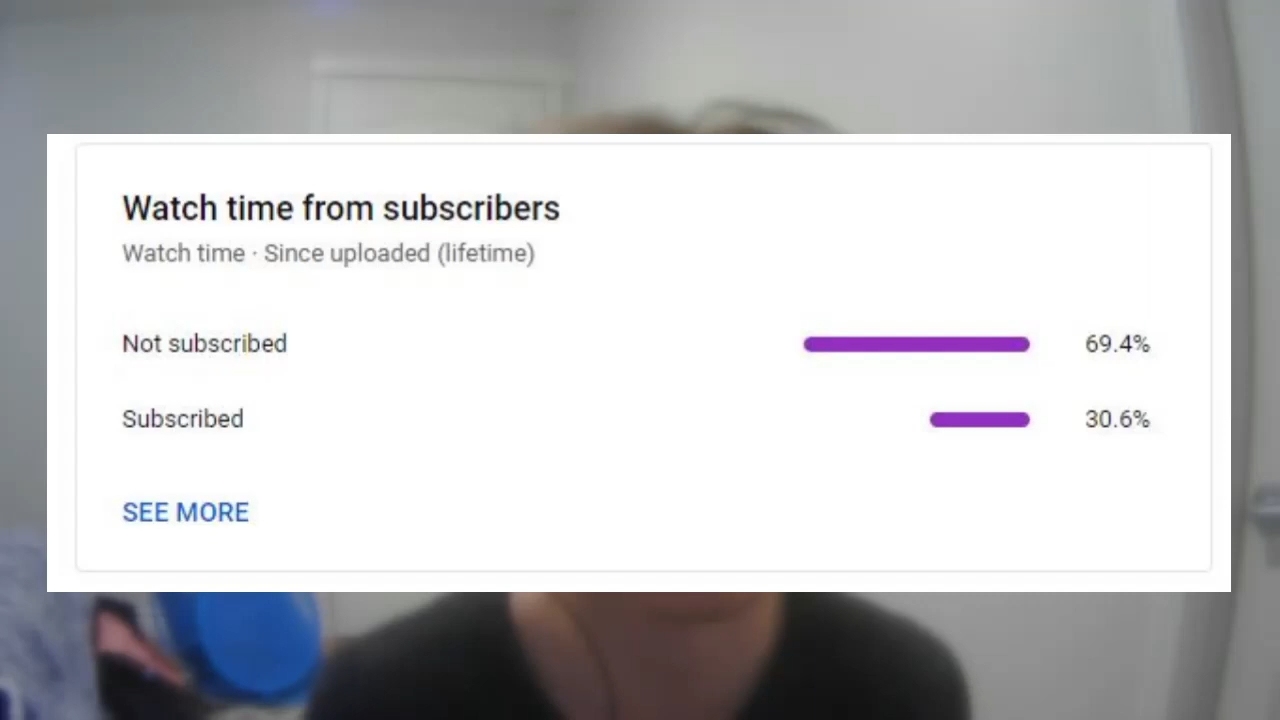 Watch time from subscribers
Watch time · Since uploaded (lifetime)
Not subscribed 69.4%
Subscribed 30.6%
SEE MORE